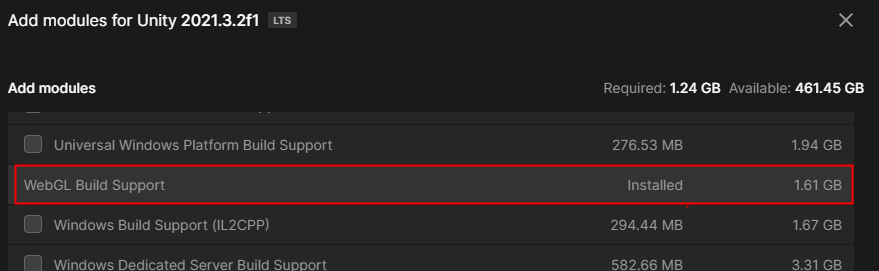 Add modules for Unity 2021.3.2f1 LTS
Add modules Required: 1.24 GB Available: 461.45 GB
Universal Windows Platform Build Support 276.53 MB 1.94 GB
WebGL Build Support Installed 1.61 GB
Windows Build Support (IL2CPP) 294.44 MB 1.67 GB
Windows Dedicated Server Build Support 582.66 MB 3.31 GB